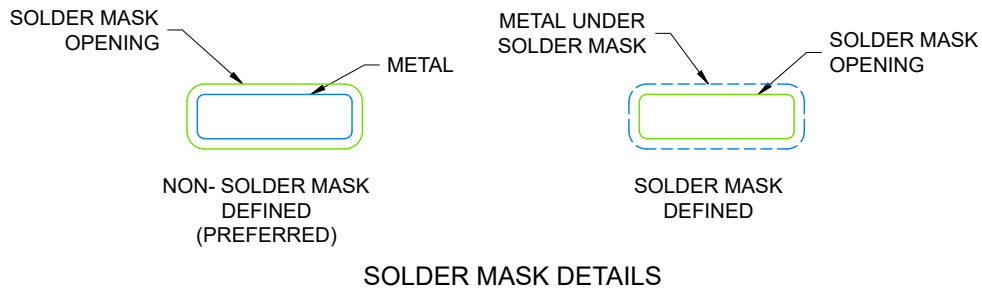 SOLDER MASK
OPENING
METAL
NON- SOLDER MASK
DEFINED
(PREFERRED)
METAL UNDER
SOLDER MASK
SOLDER MASK
OPENING
SOLDER MASK
DEFINED
SOLDER MASK DETAILS